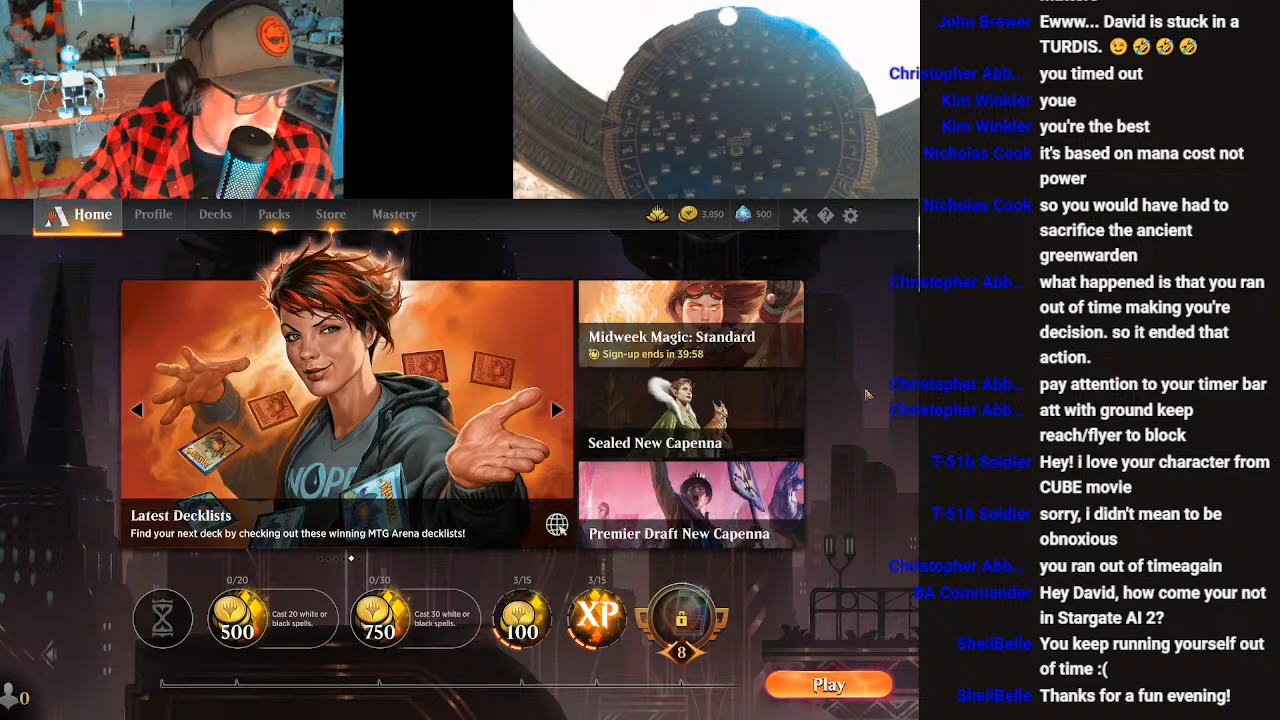 Home
Profile
Decks
Packs
Store
Mastery
3,850
500
NOPE
Latest Decklists
Find your next deck by checking out these winning MTG Arena decklists!
Midweek Magic: Standard
Sign-up ends in 39:58
Sealed New Capenna
Premier Draft New Capenna
0/20
500
Cast 20 white or
black spells.
0/30
750
Cast 30 white or
black spells.
3/15
100
3/15
XP
8
Play
0
John Brewer Ewww... David is stuck in a
TURDIS. 😉 🤣 🤣 🤣
Christopher Abb... you timed out
Kim Winkler youe
Kim Winkler you're the best
Nicholas Cook it's based on mana cost not
power
Nicholas Cook so you would have had to
sacrifice the ancient
greenwarden
Christopher Abb... what happened is that you ran
out of time making you're
decision. so it ended that
action.
Christopher Abb... pay attention to your timer bar
Christopher Abb... att with ground keep
reach/flyer to block
T-51b Soldier Hey! i love your character from
CUBE movie
T-51b Soldier sorry, i didn't mean to be
obnoxious
Christopher Abb... you ran out of timeagain
BA Commander Hey David, how come your not
in Stargate AI 2?
ShellBelle You keep running yourself out
of time :(
ShellBelle Thanks for a fun evening!